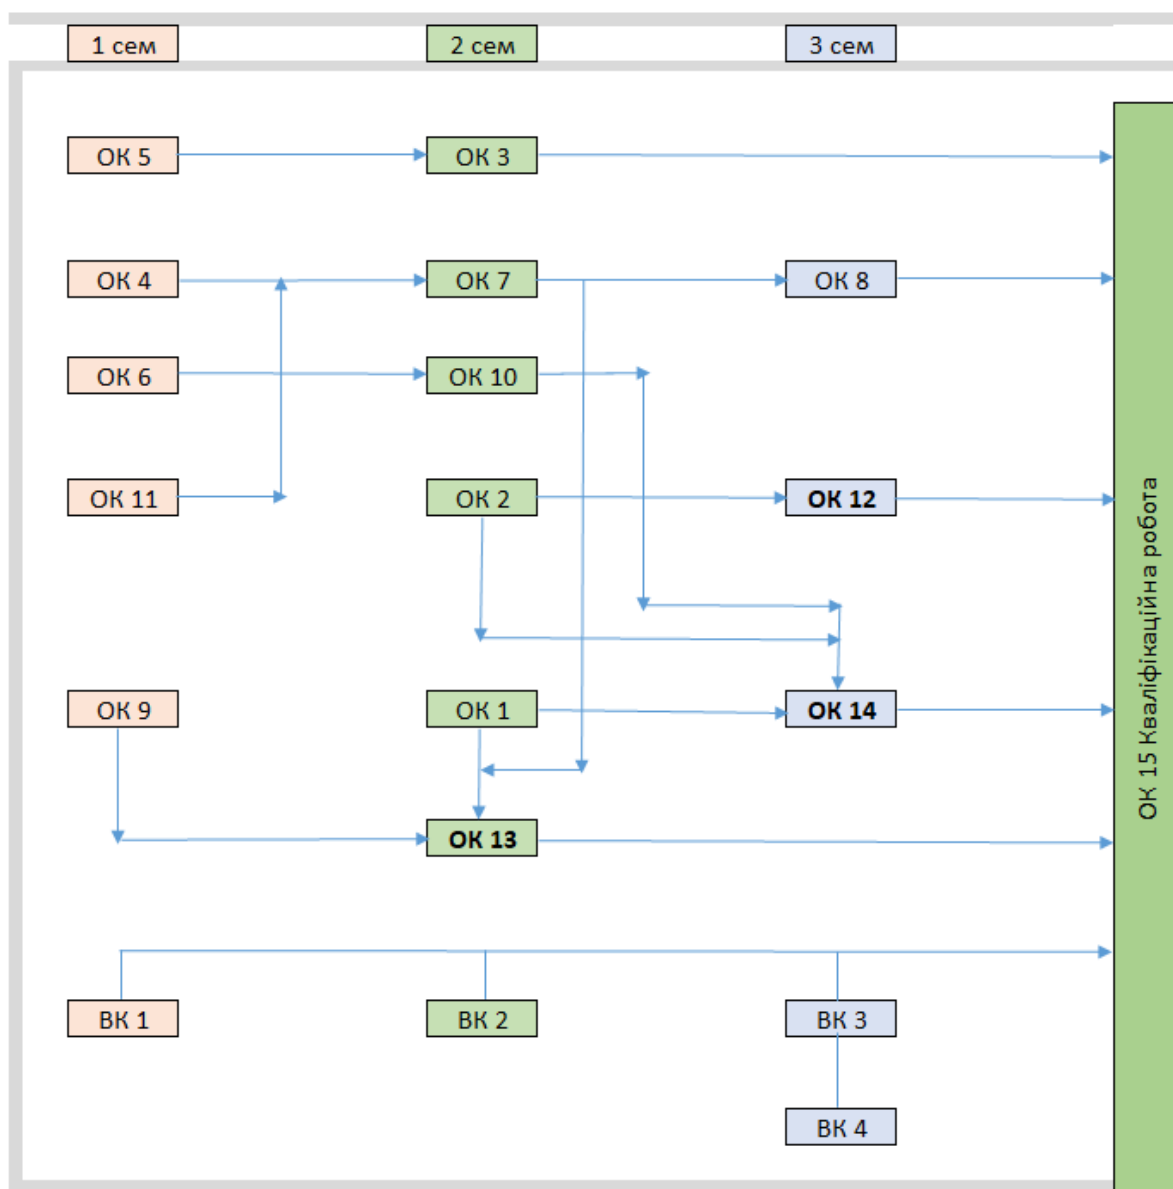 1 сем
2 сем
3 сем
ОК 5
ОК 3
ОК 4
ОК 7
ОК 8
ОК 6
ОК 10
ОК 11
ОК 2
ОК 12
ОК 9
ОК 1
ОК 14
ОК 13
ВК 1
ВК 2
ВК 3
ВК 4
ОК 15 Кваліфікаційна робота